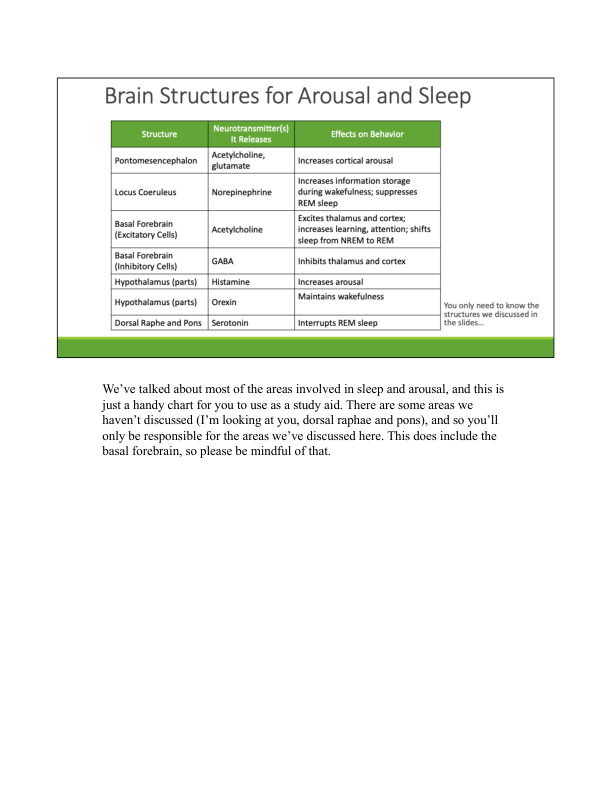 Brain Structures for Arousal and Sleep
Structure
Neurotransmitter(s)
It Releases
Effects on Behavior
Pontomesencephalon
Acetylcholine,
glutamate
Increases cortical arousal
Locus Coeruleus
Norepinephrine
Increases information storage
during wakefulness; suppresses
REM sleep
Basal Forebrain
(Excitatory Cells)
Acetylcholine
Excites thalamus and cortex;
increases learning, attention; shifts
sleep from NREM to REM
Basal Forebrain
(Inhibitory Cells)
GABA
Inhibits thalamus and cortex
Hypothalamus (parts)
Histamine
Increases arousal
Hypothalamus (parts)
Orexin
Maintains wakefulness
Dorsal Raphe and Pons
Serotonin
Interrupts REM sleep
You only need to know the
structures we discussed in
the slides…
We’ve talked about most of the areas involved in sleep and arousal, and this is
just a handy chart for you to use as a study aid. There are some areas we
haven’t discussed (I’m looking at you, dorsal raphae and pons), and so you’ll
only be responsible for the areas we’ve discussed here. This does include the
basal forebrain, so please be mindful of that.